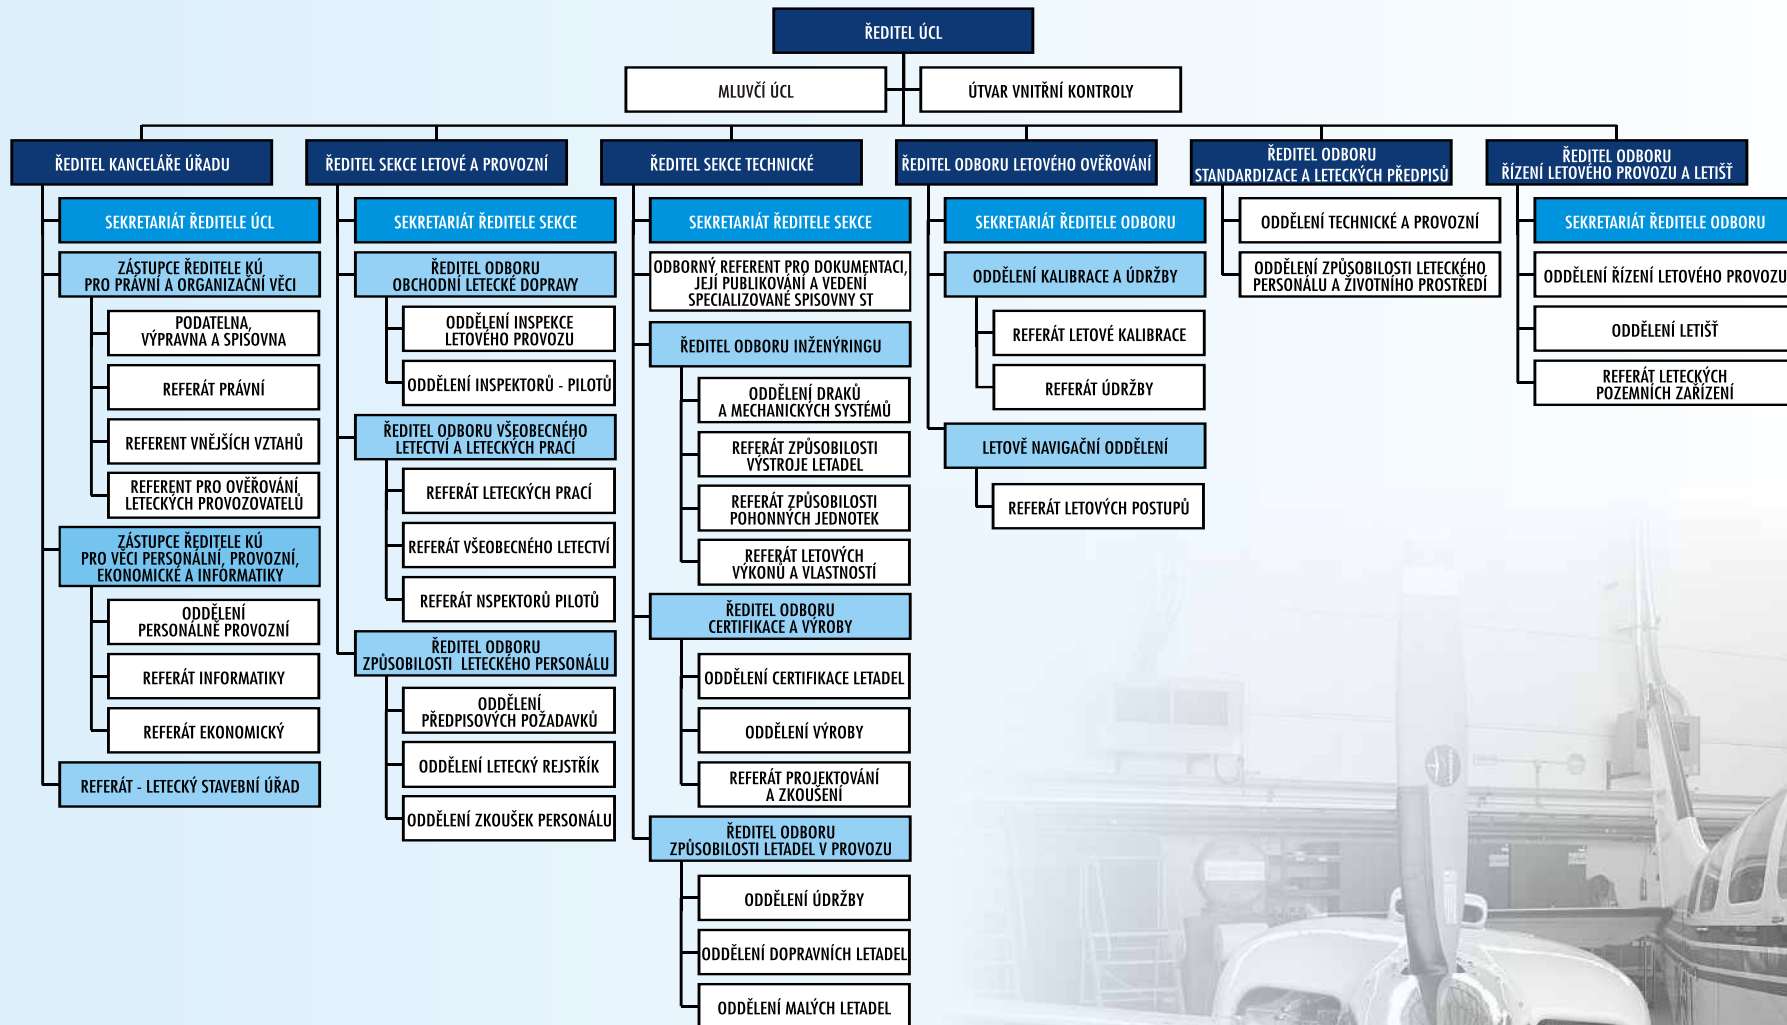 ŘEDITEL ÚCL
MLUVČÍ ÚCL
ÚTVAR VNITŘNÍ KONTROLY
ŘEDITEL KANCELÁŘE ÚŘADU
SEKRETARIÁT ŘEDITELE ÚCL
ZÁSTUPCE ŘEDITELE KÚ
PRO PRÁVNÍ A ORGANIZAČNÍ VĚCI
PODATELNA,
VÝPRAVNA A SPISOVNA
REFERÁT PRÁVNÍ
REFERENT VNĚJŠÍCH VZTAHŮ
REFERENT PRO OVĚŘOVÁNÍ
LETECKÝCH PROVOZOVATELŮ
ZÁSTUPCE ŘEDITELE KÚ
PRO VĚCI PERSONÁLNÍ, PROVOZNÍ,
EKONOMICKÉ A INFORMATIKY
ODDĚLENÍ
PERSONÁLNĚ PROVOZNÍ
REFERÁT INFORMATIKY
REFERÁT EKONOMICKÝ
REFERÁT - LETECKÝ STAVEBNÍ ÚŘAD
ŘEDITEL SEKCE LETOVÉ A PROVOZNÍ
SEKRETARIÁT ŘEDITELE SEKCE
ŘEDITEL ODBORU
OBCHODNÍ LETECKÉ DOPRAVY
ODDĚLENÍ INSPEKCE
LETOVÉHO PROVOZU
ODDĚLENÍ INSPEKTORŮ - PILOTŮ
ŘEDITEL ODBORU VŠEOBECNÉHO
LETECTVÍ A LETECKÝCH PRACÍ
REFERÁT LETECKÝCH PRACÍ
REFERÁT VŠEOBECNÉHO LETECTVÍ
REFERÁT NSPEKTORŮ PILOTŮ
ŘEDITEL ODBORU
ZPŮSOBILOSTI LETECKÉHO PERSONÁLU
ODDĚLENÍ
PŘEDPISOVÝCH POŽADAVKŮ
ODDĚLENÍ LETECKÝ REJSTŘÍK
ODDĚLENÍ ZKOUŠEK PERSONÁLU
ŘEDITEL SEKCE TECHNICKÉ
SEKRETARIÁT ŘEDITELE SEKCE
ODBORNÝ REFERENT PRO DOKUMENTACI,
JEJÍ PUBLIKOVÁNÍ A VEDENÍ
SPECIALIZOVANÉ SPISOVNY ST
ŘEDITEL ODBORU INŽENÝRINGU
ODDĚLENÍ DRAKŮ
A MECHANICKÝCH SYSTÉMŮ
REFERÁT ZPŮSOBILOSTI
VÝSTROJE LETADEL
REFERÁT ZPŮSOBILOSTI
POHONNÝCH JEDNOTEK
REFERÁT LETOVÝCH
VÝKONŮ A VLASTNOSTÍ
ŘEDITEL ODBORU
CERTIFIKACE A VÝROBY
ODDĚLENÍ CERTIFIKACE LETADEL
ODDĚLENÍ VÝROBY
REFERÁT PROJEKTOVÁNÍ
A ZKOUŠENÍ
ŘEDITEL ODBORU
ZPŮSOBILOSTI LETADEL V PROVOZU
ODDĚLENÍ ÚDRŽBY
ODDĚLENÍ DOPRAVNÍCH LETADEL
ODDĚLENÍ MALÝCH LETADEL
ŘEDITEL ODBORU LETOVÉHO OVĚŘOVÁNÍ
SEKRETARIÁT ŘEDITELE ODBORU
ODDĚLENÍ KALIBRACE A ÚDRŽBY
REFERÁT LETOVÉ KALIBRACE
REFERÁT ÚDRŽBY
LETOVĚ NAVIGAČNÍ ODDĚLENÍ
REFERÁT LETOVÝCH POSTUPŮ
ŘEDITEL ODBORU
STANDARDIZACE A LETECKÝCH PŘEDPISŮ
ODDĚLENÍ TECHNICKÉ A PROVOZNÍ
ODDĚLENÍ ZPŮSOBILOSTI LETECKÉHO
PERSONÁLU A ŽIVOTNÍHO PROSTŘEDÍ
ŘEDITEL ODBORU
ŘÍZENÍ LETOVÉHO PROVOZU A LETIŠŤ
SEKRETARIÁT ŘEDITELE ODBORU
ODDĚLENÍ ŘÍZENÍ LETOVÉHO PROVOZU
ODDĚLENÍ LETIŠŤ
REFERÁT LETECKÝCH
POZEMNÍCH ZAŘÍZENÍ